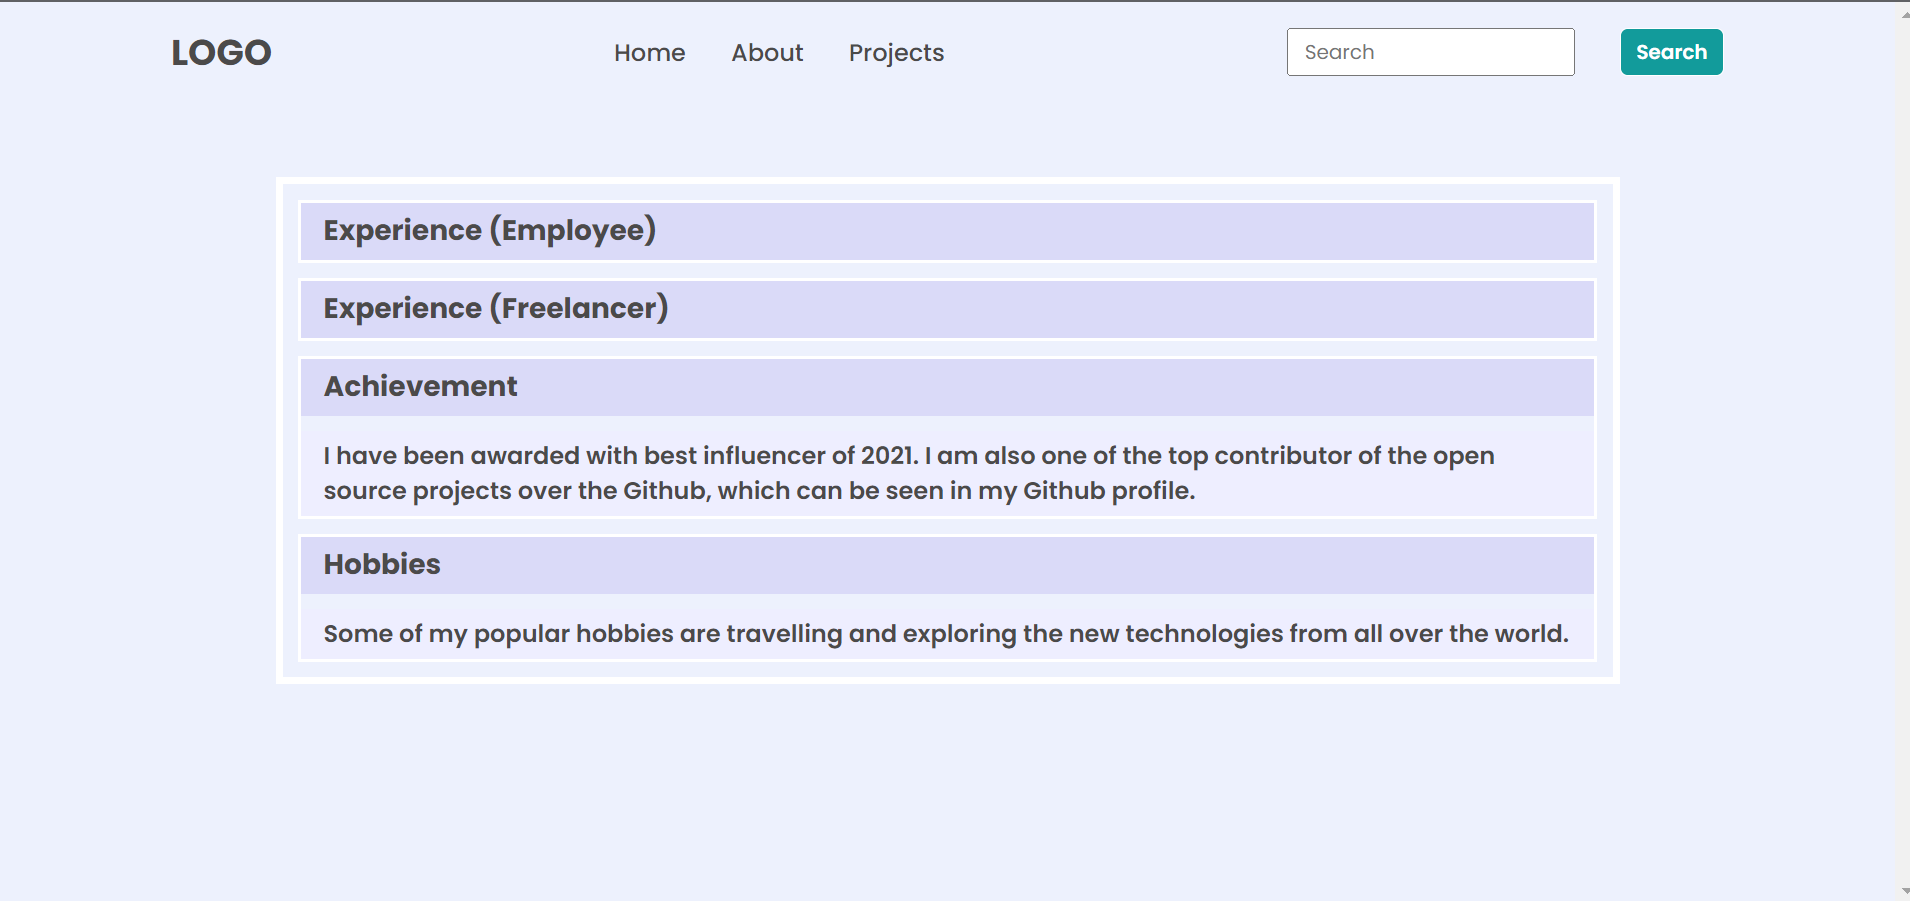 LOGO
Home About Projects
Search
Search
Experience (Employee)
Experience (Freelancer)
Achievement
I have been awarded with best influencer of 2021. I am also one of the top contributor of the open
source projects over the Github, which can be seen in my Github profile.
Hobbies
Some of my popular hobbies are travelling and exploring the new technologies from all over the world.